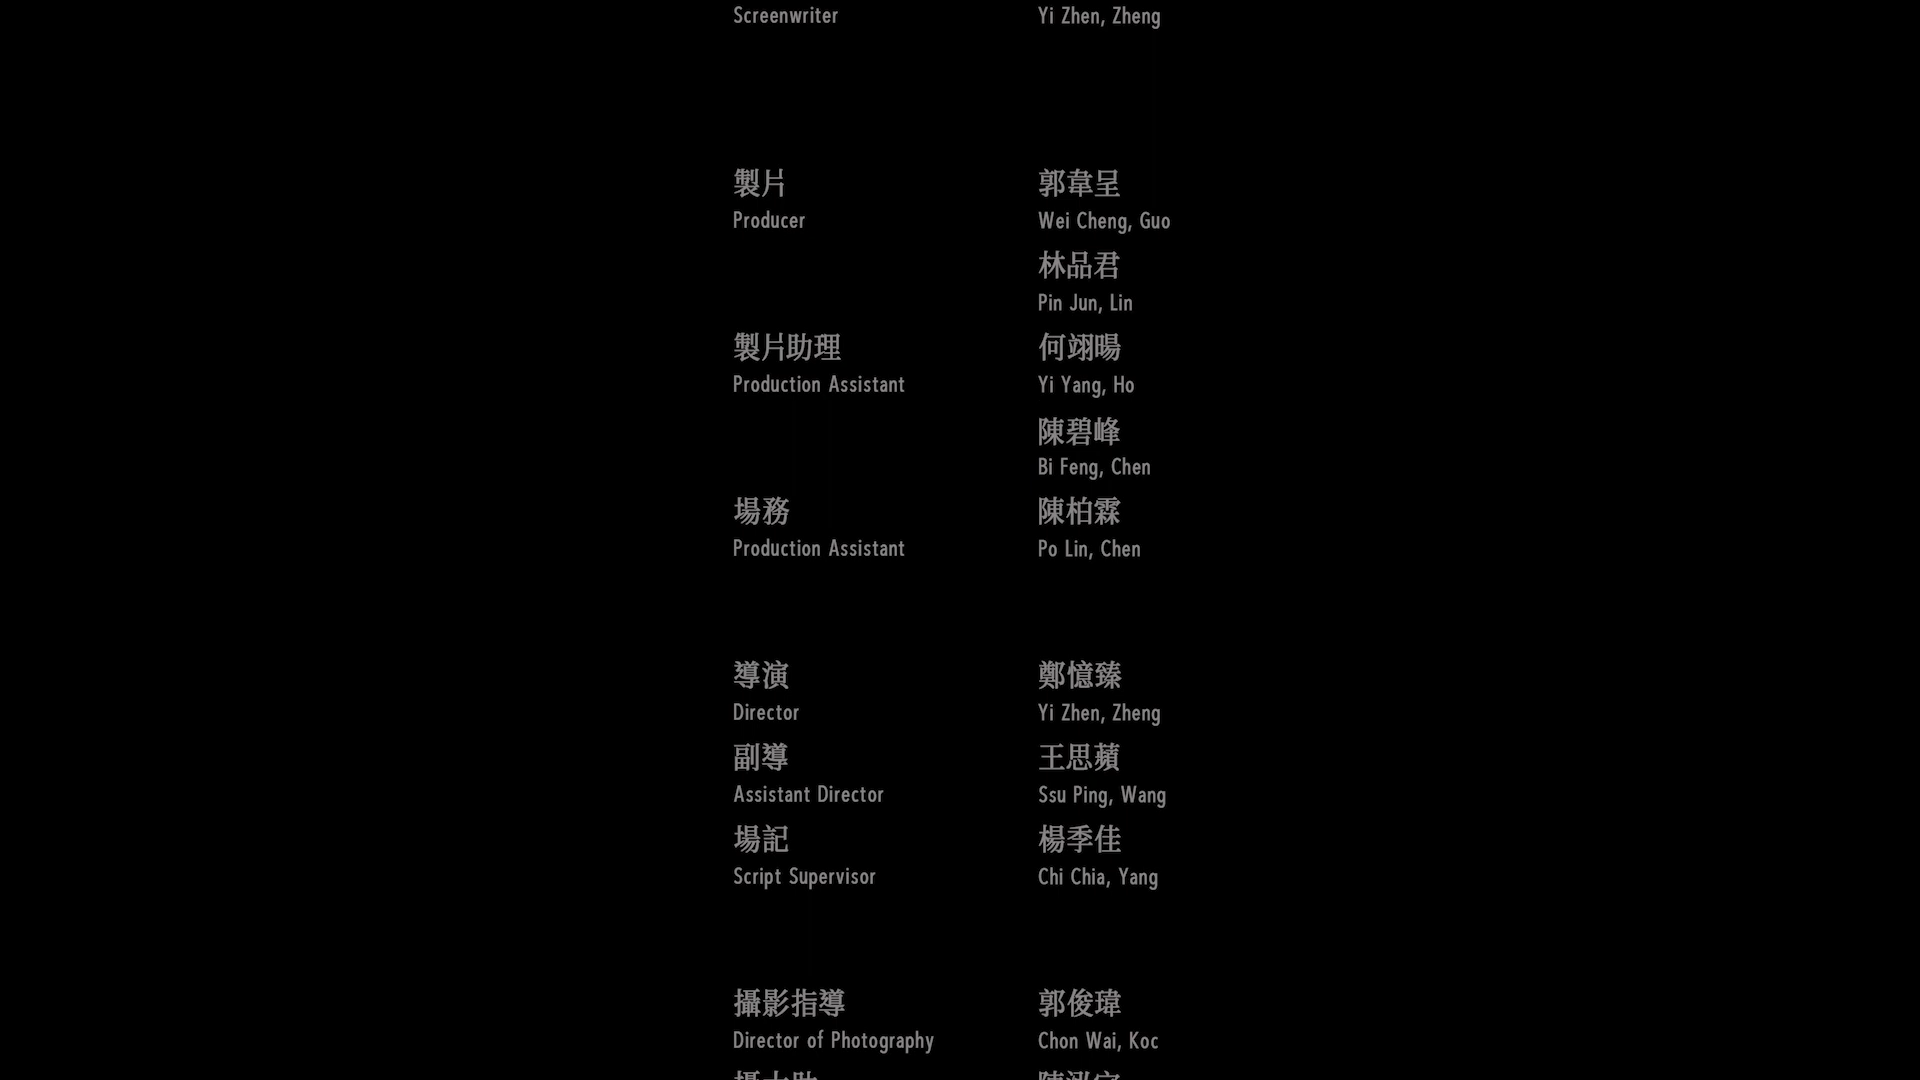 Screenwriter Yi Zhen, Zheng
製片 郭韋呈
Producer Wei Cheng, Guo
林品君
Pin Jun, Lin
製片助理 何翊暘
Production Assistant Yi Yang, Ho
陳碧峰
Bi Feng, Chen
場務 陳柏霖
Production Assistant Po Lin, Chen
導演 鄭憶臻
Director Yi Zhen, Zheng
副導 王思蘋
Assistant Director Ssu Ping, Wang
場記 楊季佳
Script Supervisor Chi Chia, Yang
攝影指導 郭俊瑋
Director of Photography Chon Wai, Koc
攝大助